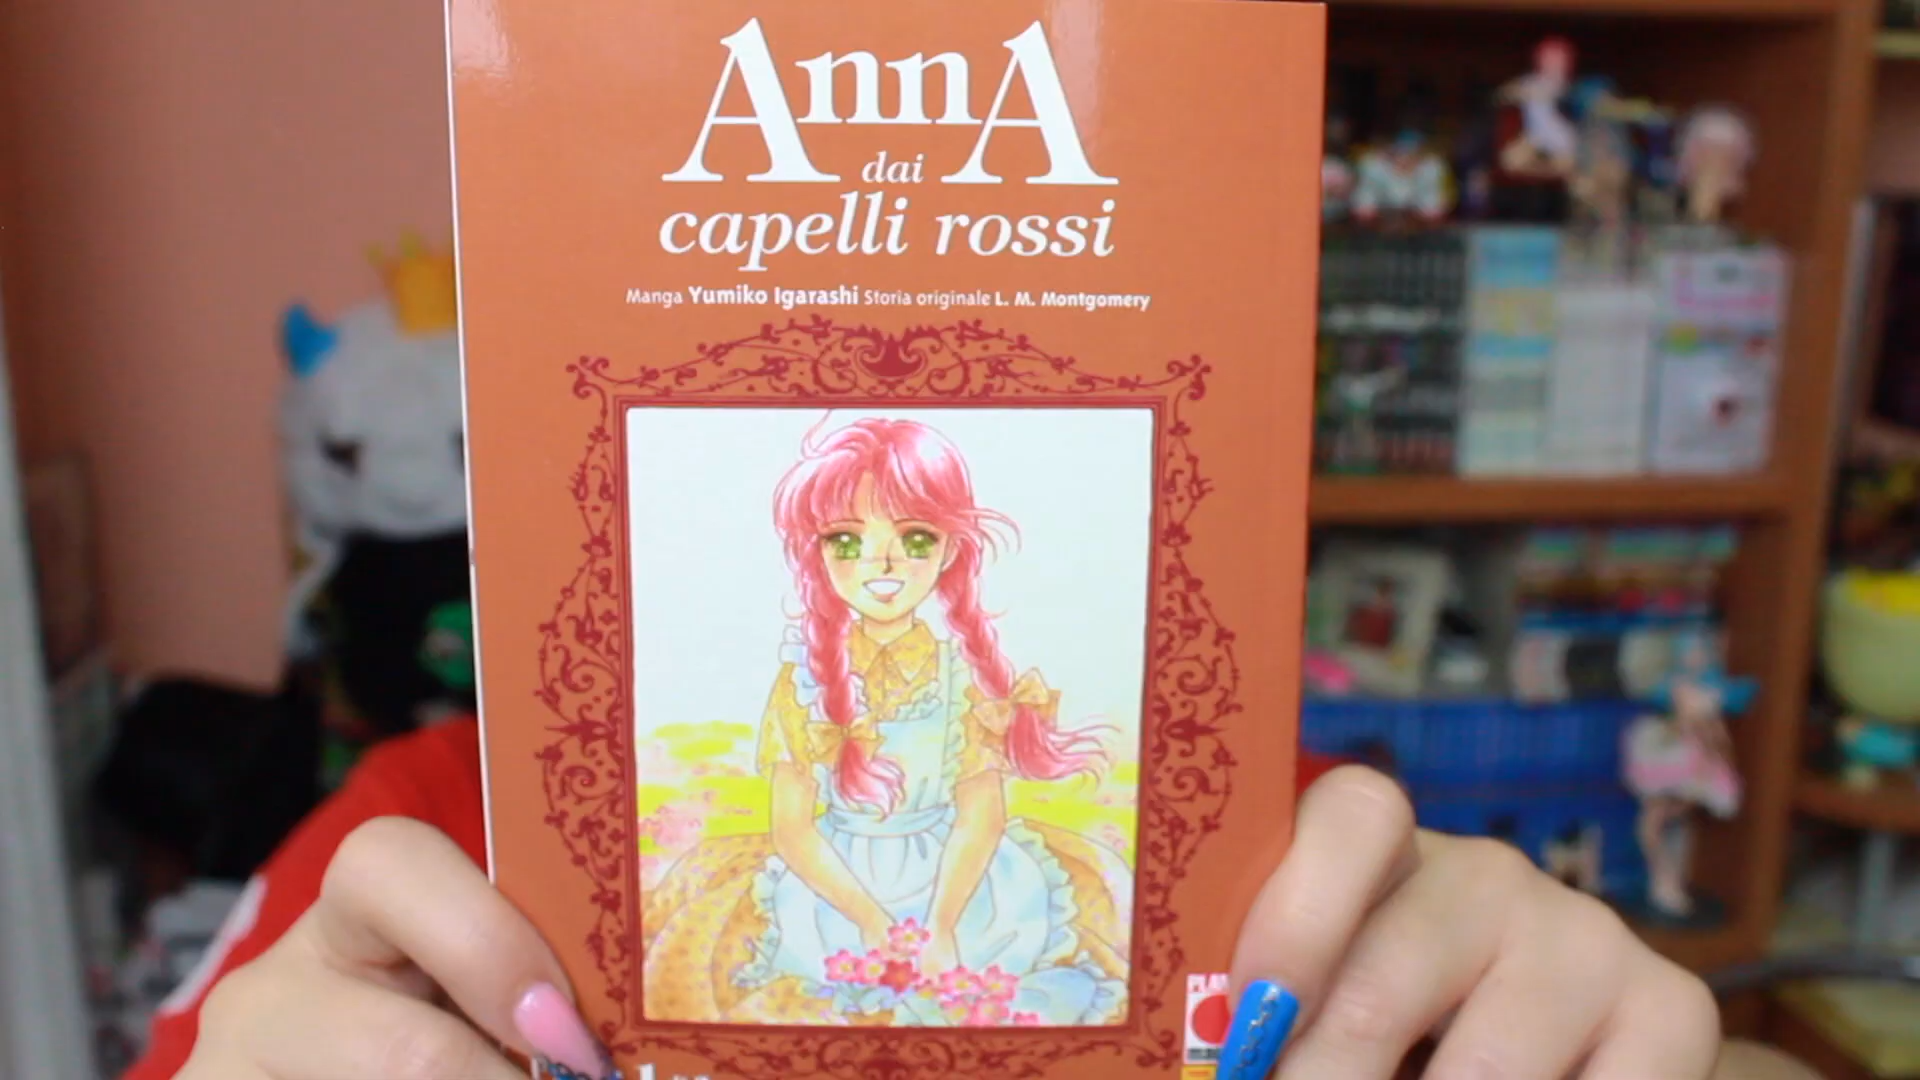 AnnA
dai
capelli rossi
Manga Yumiko Igarashi Storia originale L. M. Montgomery